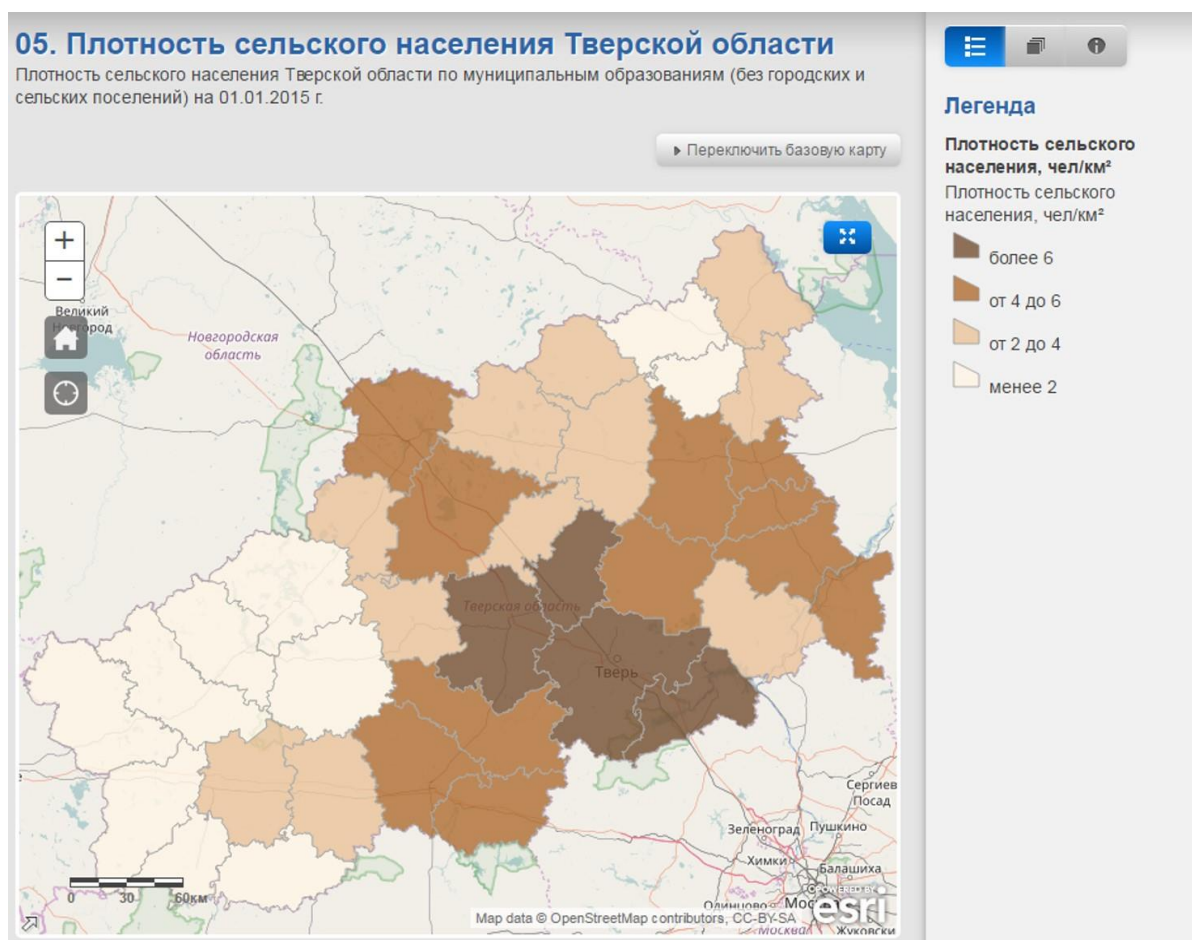 05. Плотность сельского населения Тверской области
Плотность сельского населения Тверской области по муниципальным образованиям (без городских и
сельских поселений) на 01.01.2015 г.
Переключить базовую карту
Легенда
Плотность сельского
населения, чел/км²
Плотность сельского
населения, чел/км²
более 6
от 4 до 6
от 2 до 4
менее 2
+
−
Великий
Новгородская
область
Тверская область
Тверь
Сергиев
Посад
Зеленоград
Пушкино
Химки
Балашиха
Одинцово
Москва
Жуковски
0 30 60км
Map data © OpenStreetMap contributors, CC-BY-SA
POWERED BY
esri